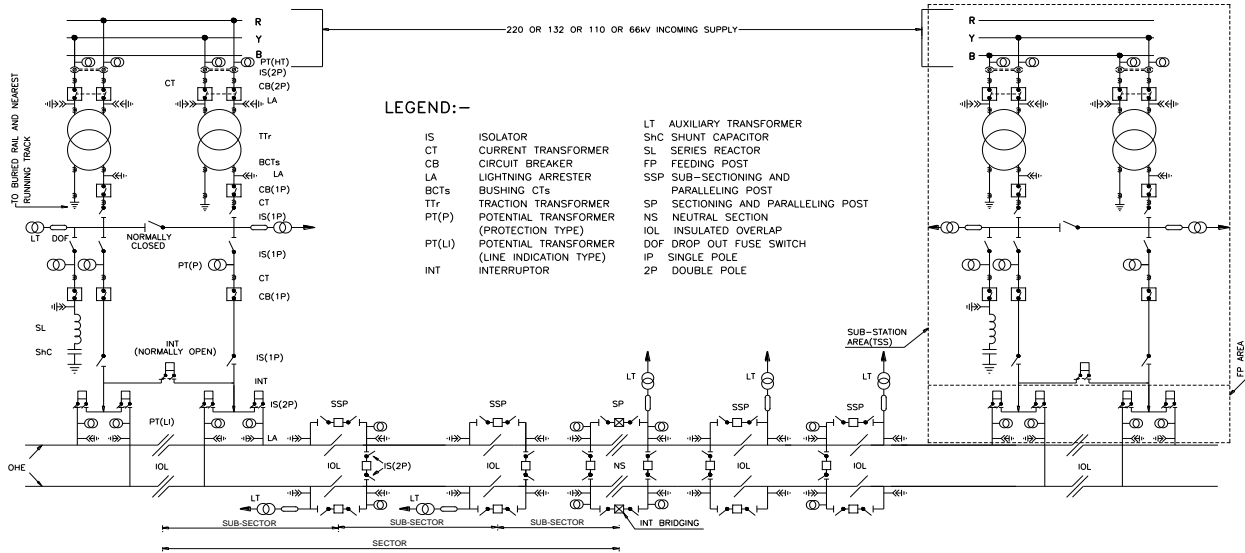 R
Y
B
220 OR 132 OR 110 OR 66kV INCOMING SUPPLY
R
Y
B
PT(HT)
IS(2P)
CT
CB(2P)
LA
TTr
BCTs
LA
CB(1P)
CT
IS(1P)
TO BURIED RAIL AND NEAREST
RUNNING TRACK
LT
DOF
NORMALLY
CLOSED
IS(1P)
PT(P)
CT
CB(1P)
SL
ShC
INT
(NORMALLY OPEN)
IS(1P)
INT
IS(2P)
PT(LI)
LA
LEGEND:-
IS ISOLATOR
CT CURRENT TRANSFORMER
CB CIRCUIT BREAKER
LA LIGHTNING ARRESTER
BCTs BUSHING CTs
TTr TRACTION TRANSFORMER
PT(P) POTENTIAL TRANSFORMER
(PROTECTION TYPE)
PT(LI) POTENTIAL TRANSFORMER
(LINE INDICATION TYPE)
INT INTERRUPTOR
LT AUXILIARY TRANSFORMER
ShC SHUNT CAPACITOR
SL SERIES REACTOR
FP FEEDING POST
SSP SUB-SECTIONING AND
PARALLELING POST
SP SECTIONING AND PARALLELING POST
NS NEUTRAL SECTION
IOL INSULATED OVERLAP
DOF DROP OUT FUSE SWITCH
IP SINGLE POLE
2P DOUBLE POLE
SUB-STATION
AREA(TSS)
FP AREA
LT
LT
LT
SSP
SSP
SP
SSP
SSP
OHE
IOL
IOL
IS(2P)
IOL
NS
IOL
IOL
IOL
LT
LT
INT BRIDGING
SUB-SECTOR
SUB-SECTOR
SUB-SECTOR
SECTOR